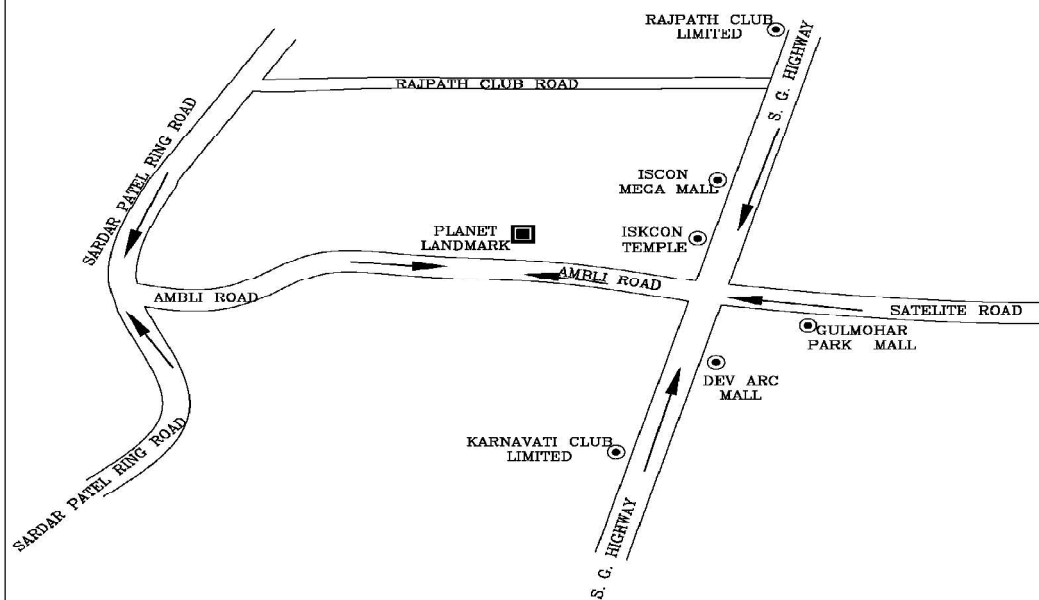 RAJPATH CLUB
LIMITED
S. G. HIGHWAY
RAJPATH CLUB ROAD
SARDAR PATEL RING ROAD
ISCON
MEGA MALL
PLANET
LANDMARK
ISKCON
TEMPLE
AMBLI ROAD
AMBLI ROAD
SATELITE ROAD
GULMOHAR
PARK MALL
DEV ARC
MALL
KARNAVATI CLUB
LIMITED
SARDAR PATEL RING ROAD
S. G. HIGHWAY